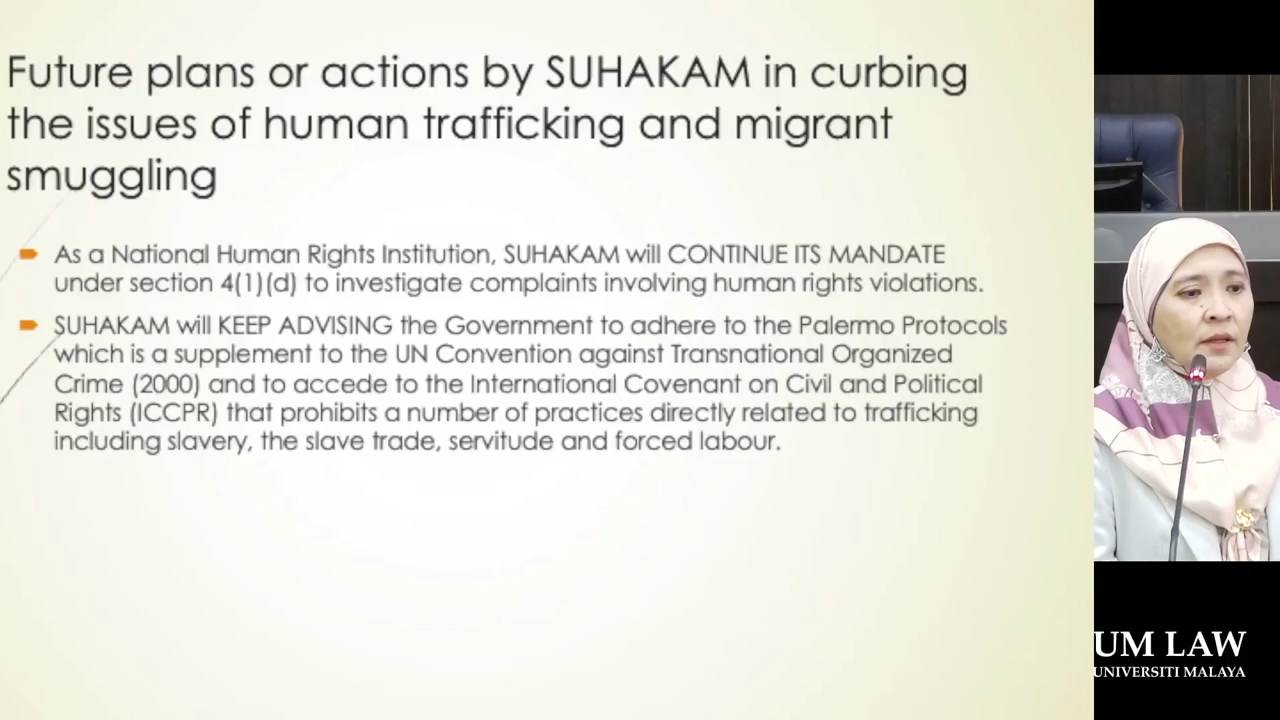 Future plans or actions by SUHAKAM in curbing
the issues of human trafficking and migrant
smuggling
As a National Human Rights Institution, SUHAKAM will CONTINUE ITS MANDATE
under section 4(1)(d) to investigate complaints involving human rights violations.
SUHAKAM will KEEP ADVISING the Government to adhere to the Palermo Protocols
which is a supplement to the UN Convention against Transnational Organized
Crime (2000) and to accede to the International Covenant on Civil and Political
Rights (ICCPR) that prohibits a number of practices directly related to trafficking
including slavery, the slave trade, servitude and forced labour.
UM LAW
UNIVERSITI MALAYA